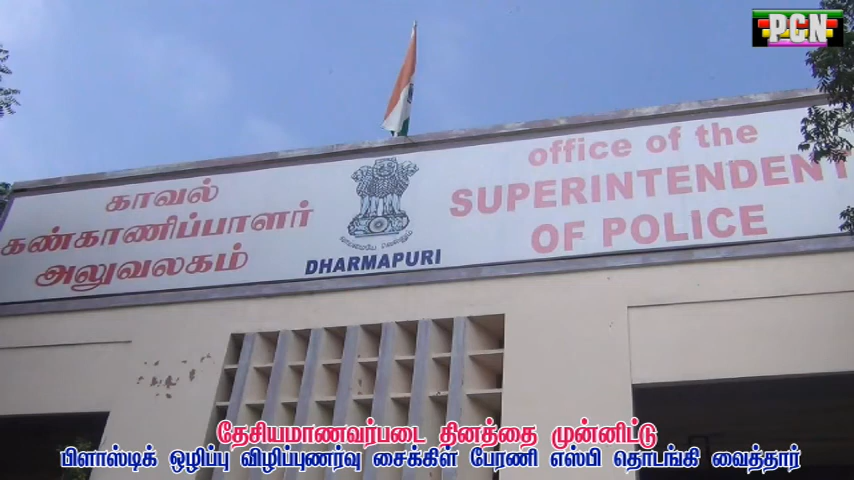 PCN
காவல்
கண்காணிப்பாளர்
அலுவலகம்
DHARMAPURI
office of the
SUPERINTENDENT
OF POLICE
தேசியமாணவர்படை தினத்தை முன்னிட்டு
பிளாஸ்டிக் ஒழிப்பு விழிப்புணர்வு சைக்கிள் பேரணி எஸ்பி தொடங்கி வைத்தார்